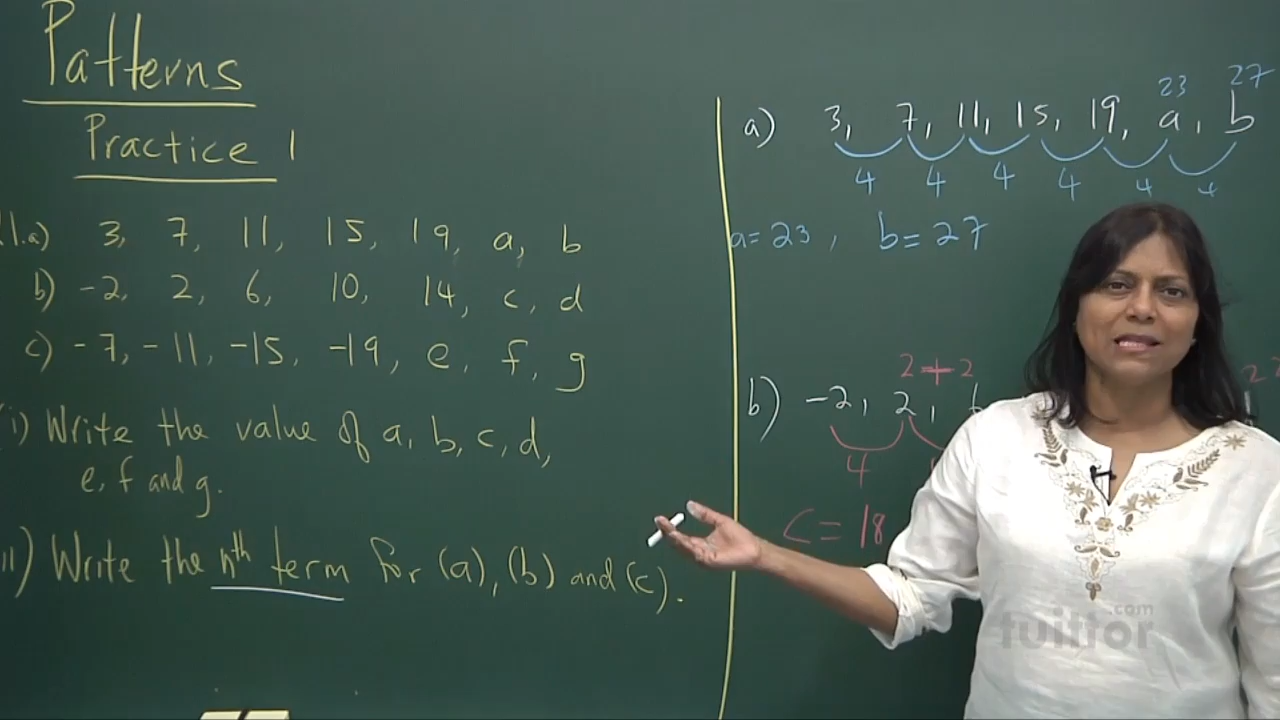 Patterns
Practice 1
1.a) 3, 7, 11, 15, 19, a, b
b) -2, 2, 6, 10, 14, c, d
c) -7, -11, -15, -19, e, f, g
i) Write the value of a, b, c, d,
e, f and g.
ii) Write the nth term for (a), (b) and (c).
23 27
a) 3, 7, 11, 15, 19, a, b
4 4 4 4 4 4
a = 23, b = 27
2+2
b) -2, 2,
4
c = 18
tuittor.com